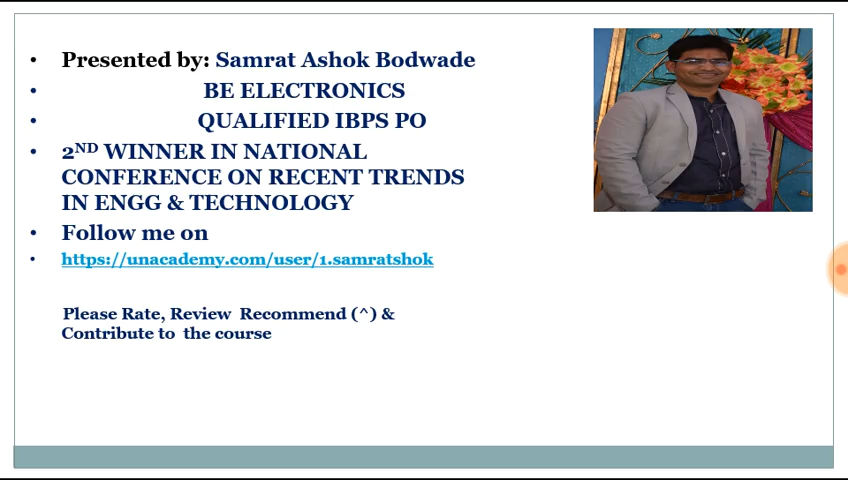 • Presented by: Samrat Ashok Bodwade
• BE ELECTRONICS
• QUALIFIED IBPS PO
• 2ND WINNER IN NATIONAL
CONFERENCE ON RECENT TRENDS
IN ENGG & TECHNOLOGY
• Follow me on
• https://unacademy.com/user/1.samratshok
Please Rate, Review Recommend (^) &
Contribute to the course